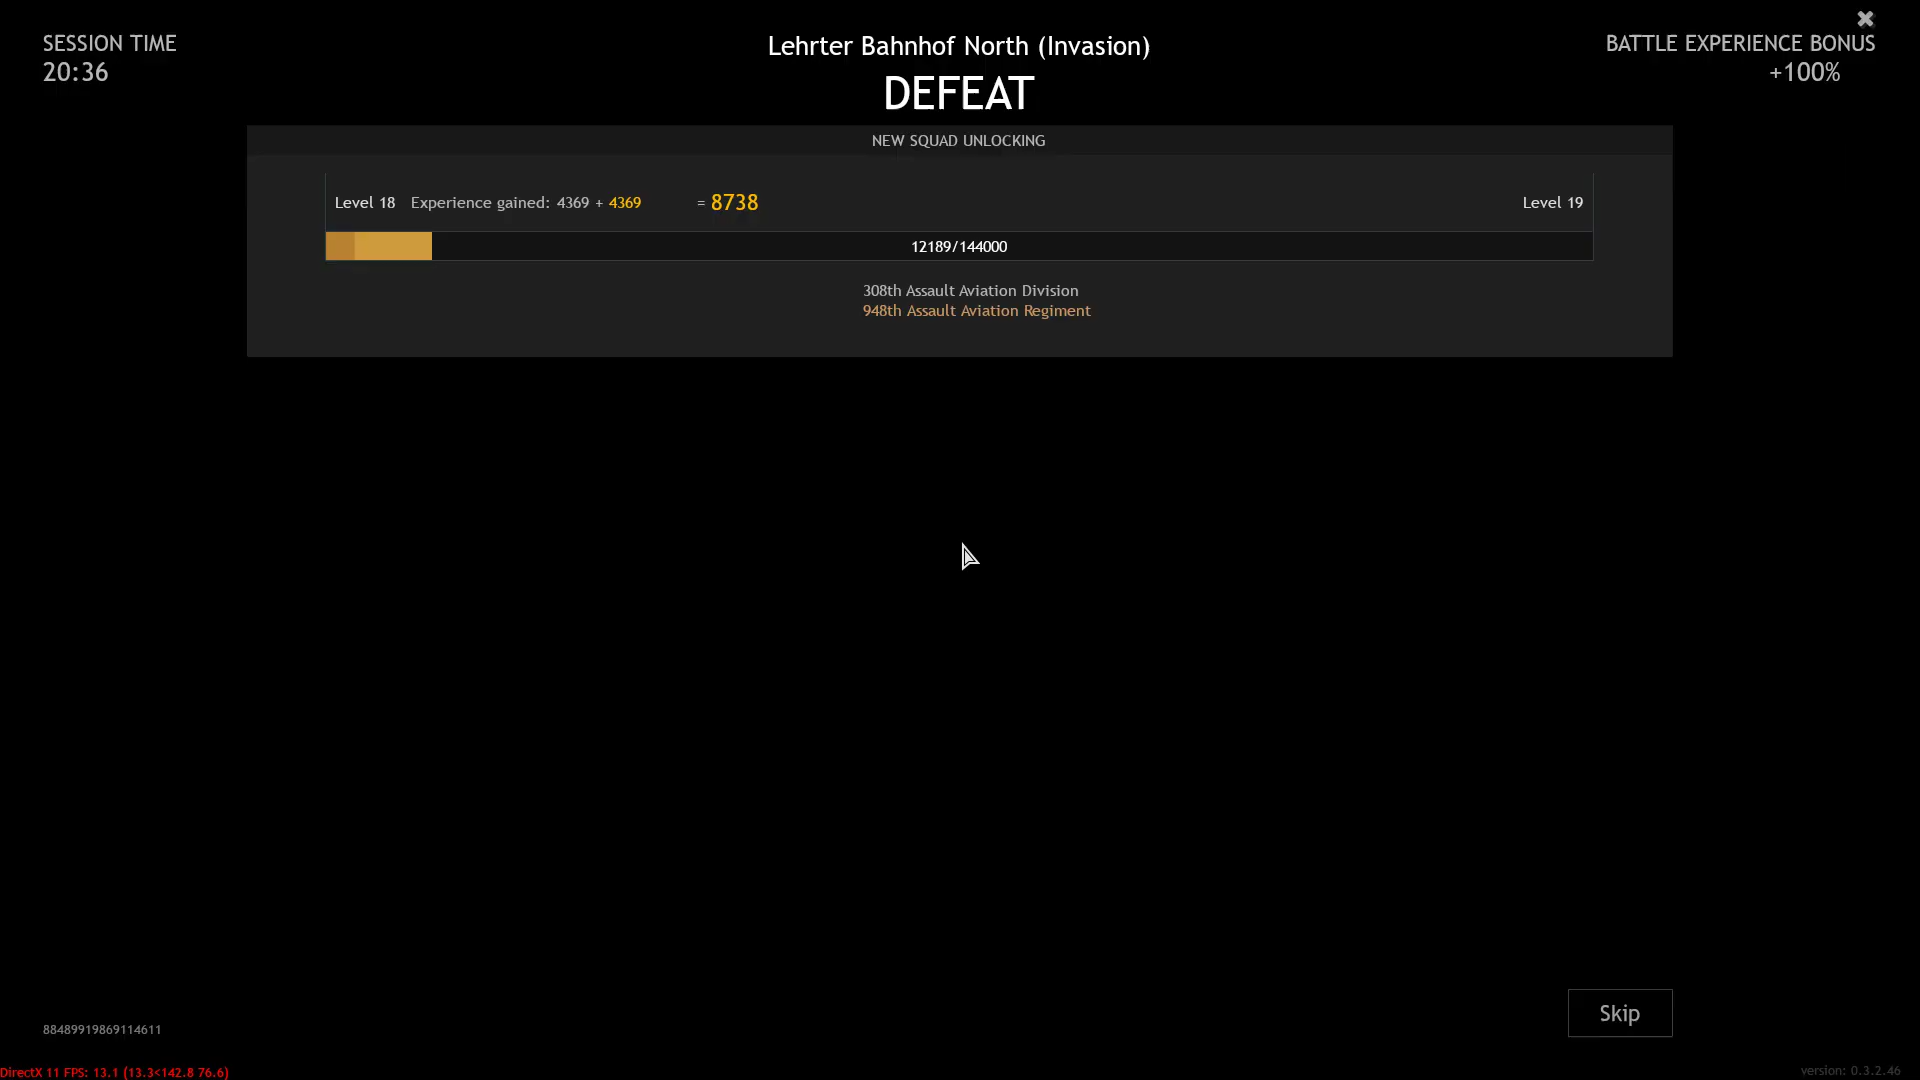 SESSION TIME
20:36
Lehrter Bahnhof North (Invasion)
DEFEAT
BATTLE EXPERIENCE BONUS
+100%
NEW SQUAD UNLOCKING
Level 18 Experience gained: 4369 + 4369 = 8738 Level 19
12189/144000
308th Assault Aviation Division
948th Assault Aviation Regiment
Skip
88489919869114611
DirectX 11 FPS: 13.1 (13.3<142.8 76.6)
version: 0.3.2.46